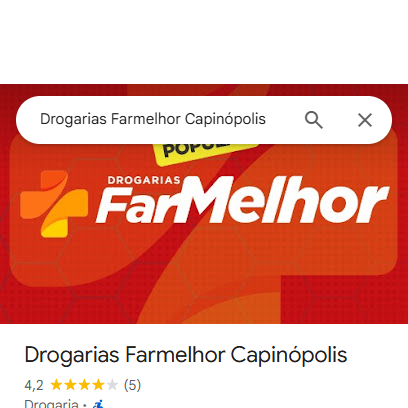 Drogarias Farmelhor Capinópolis
DROGARIAS
FarMelhor
Drogarias Farmelhor Capinópolis
4,2 (5)
Drogaria ·